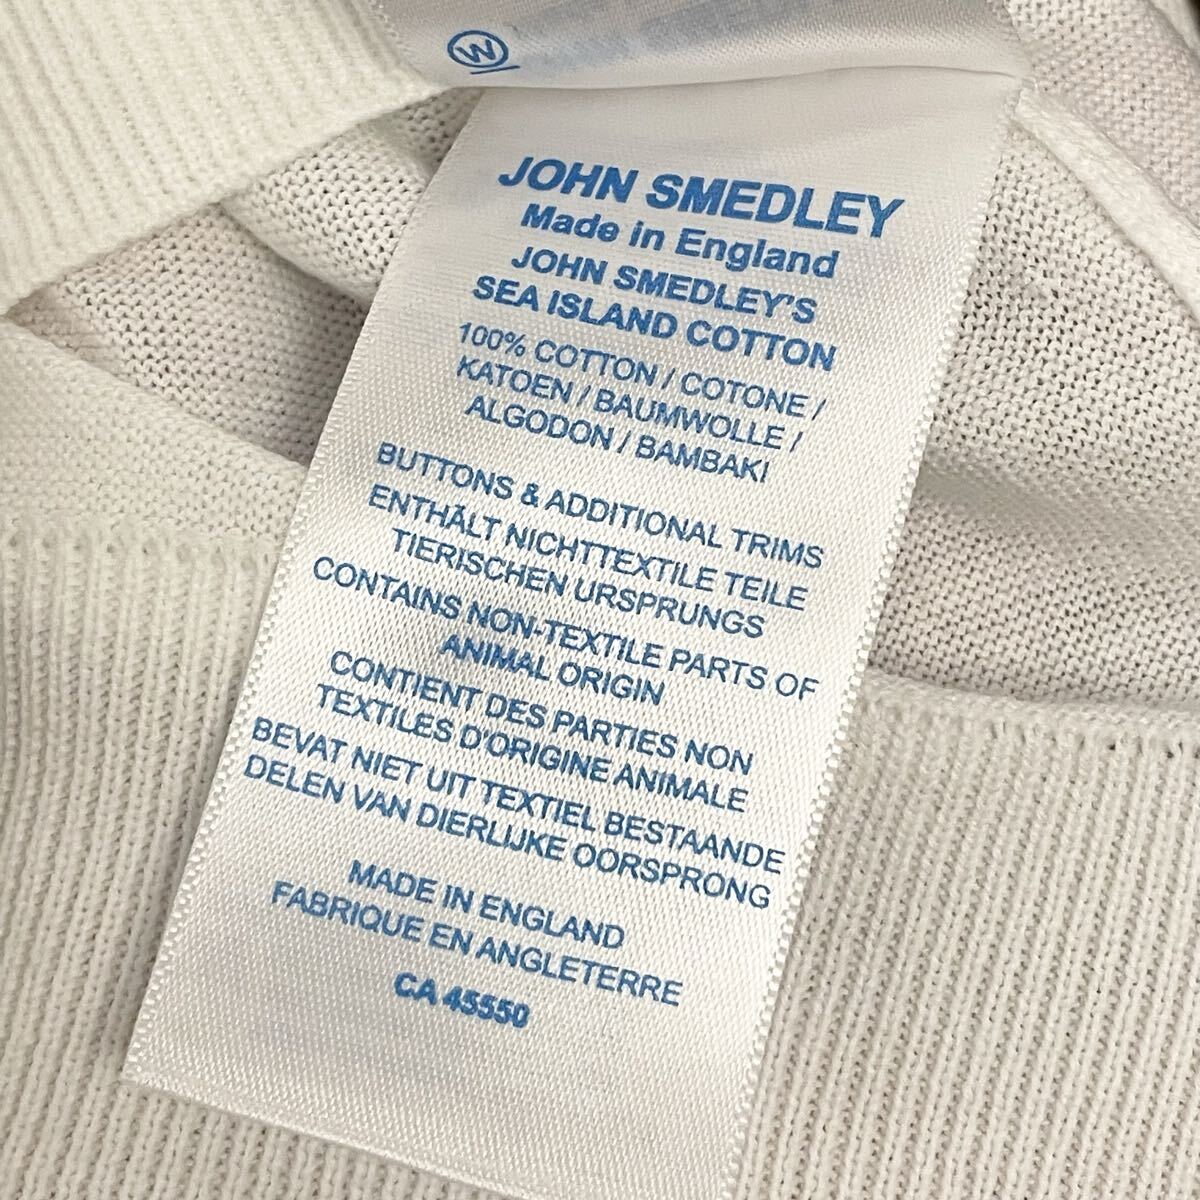 W
JOHN SMEDLEY
Made in England
JOHN SMEDLEY'S
SEA ISLAND COTTON
100% COTTON / COTONE /
KATOEN / BAUMWOLLE /
ALGODON / BAMBAKI
BUTTONS & ADDITIONAL TRIMS
ENTHÄLT NICHTTEXTILE TEILE
TIERISCHEN URSPRUNGS
CONTAINS NON-TEXTILE PARTS OF
ANIMAL ORIGIN
CONTIENT DES PARTIES NON
TEXTILES D'ORIGINE ANIMALE
BEVAT NIET UIT TEXTIEL BESTAANDE
DELEN VAN DIERLIJKE OORSPRONG
MADE IN ENGLAND
FABRIQUE EN ANGLETERRE
CA 45550